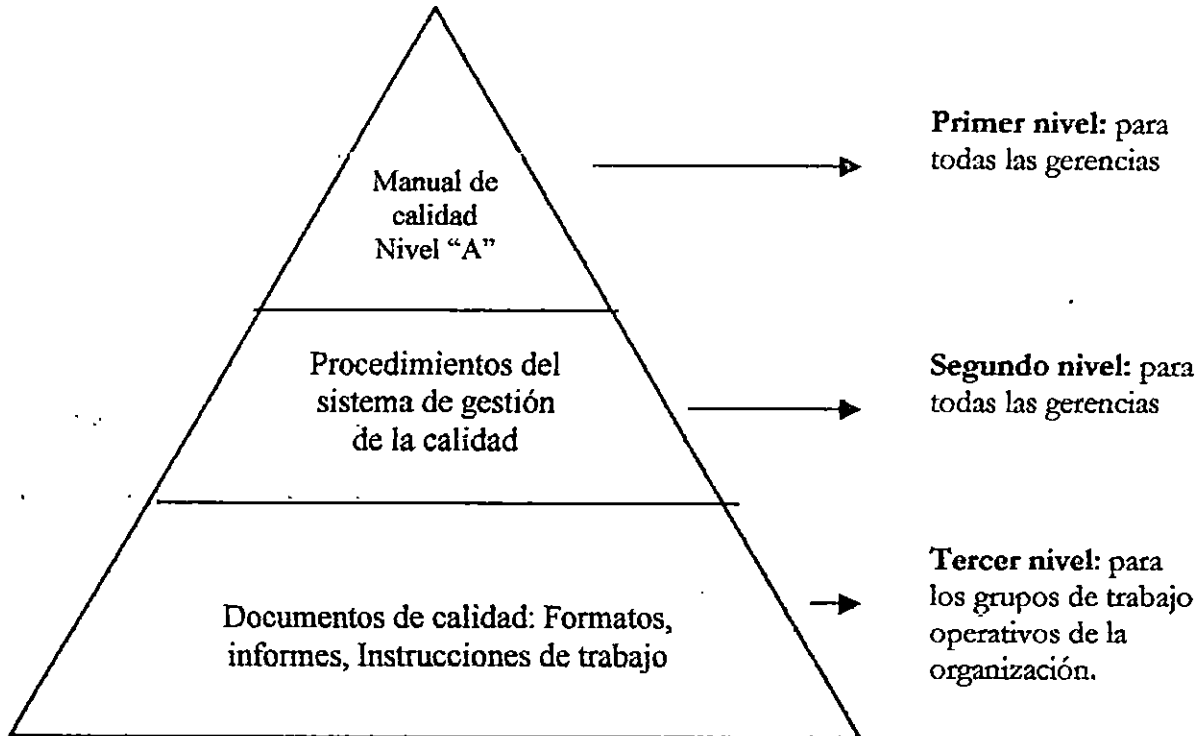 Manual de
calidad
Nivel “A”
Primer nivel: para
todas las gerencias
Procedimientos del
sistema de gestión
de la calidad
Segundo nivel: para
todas las gerencias
Documentos de calidad: Formatos,
informes, Instrucciones de trabajo
Tercer nivel: para
los grupos de trabajo
operativos de la
organización.